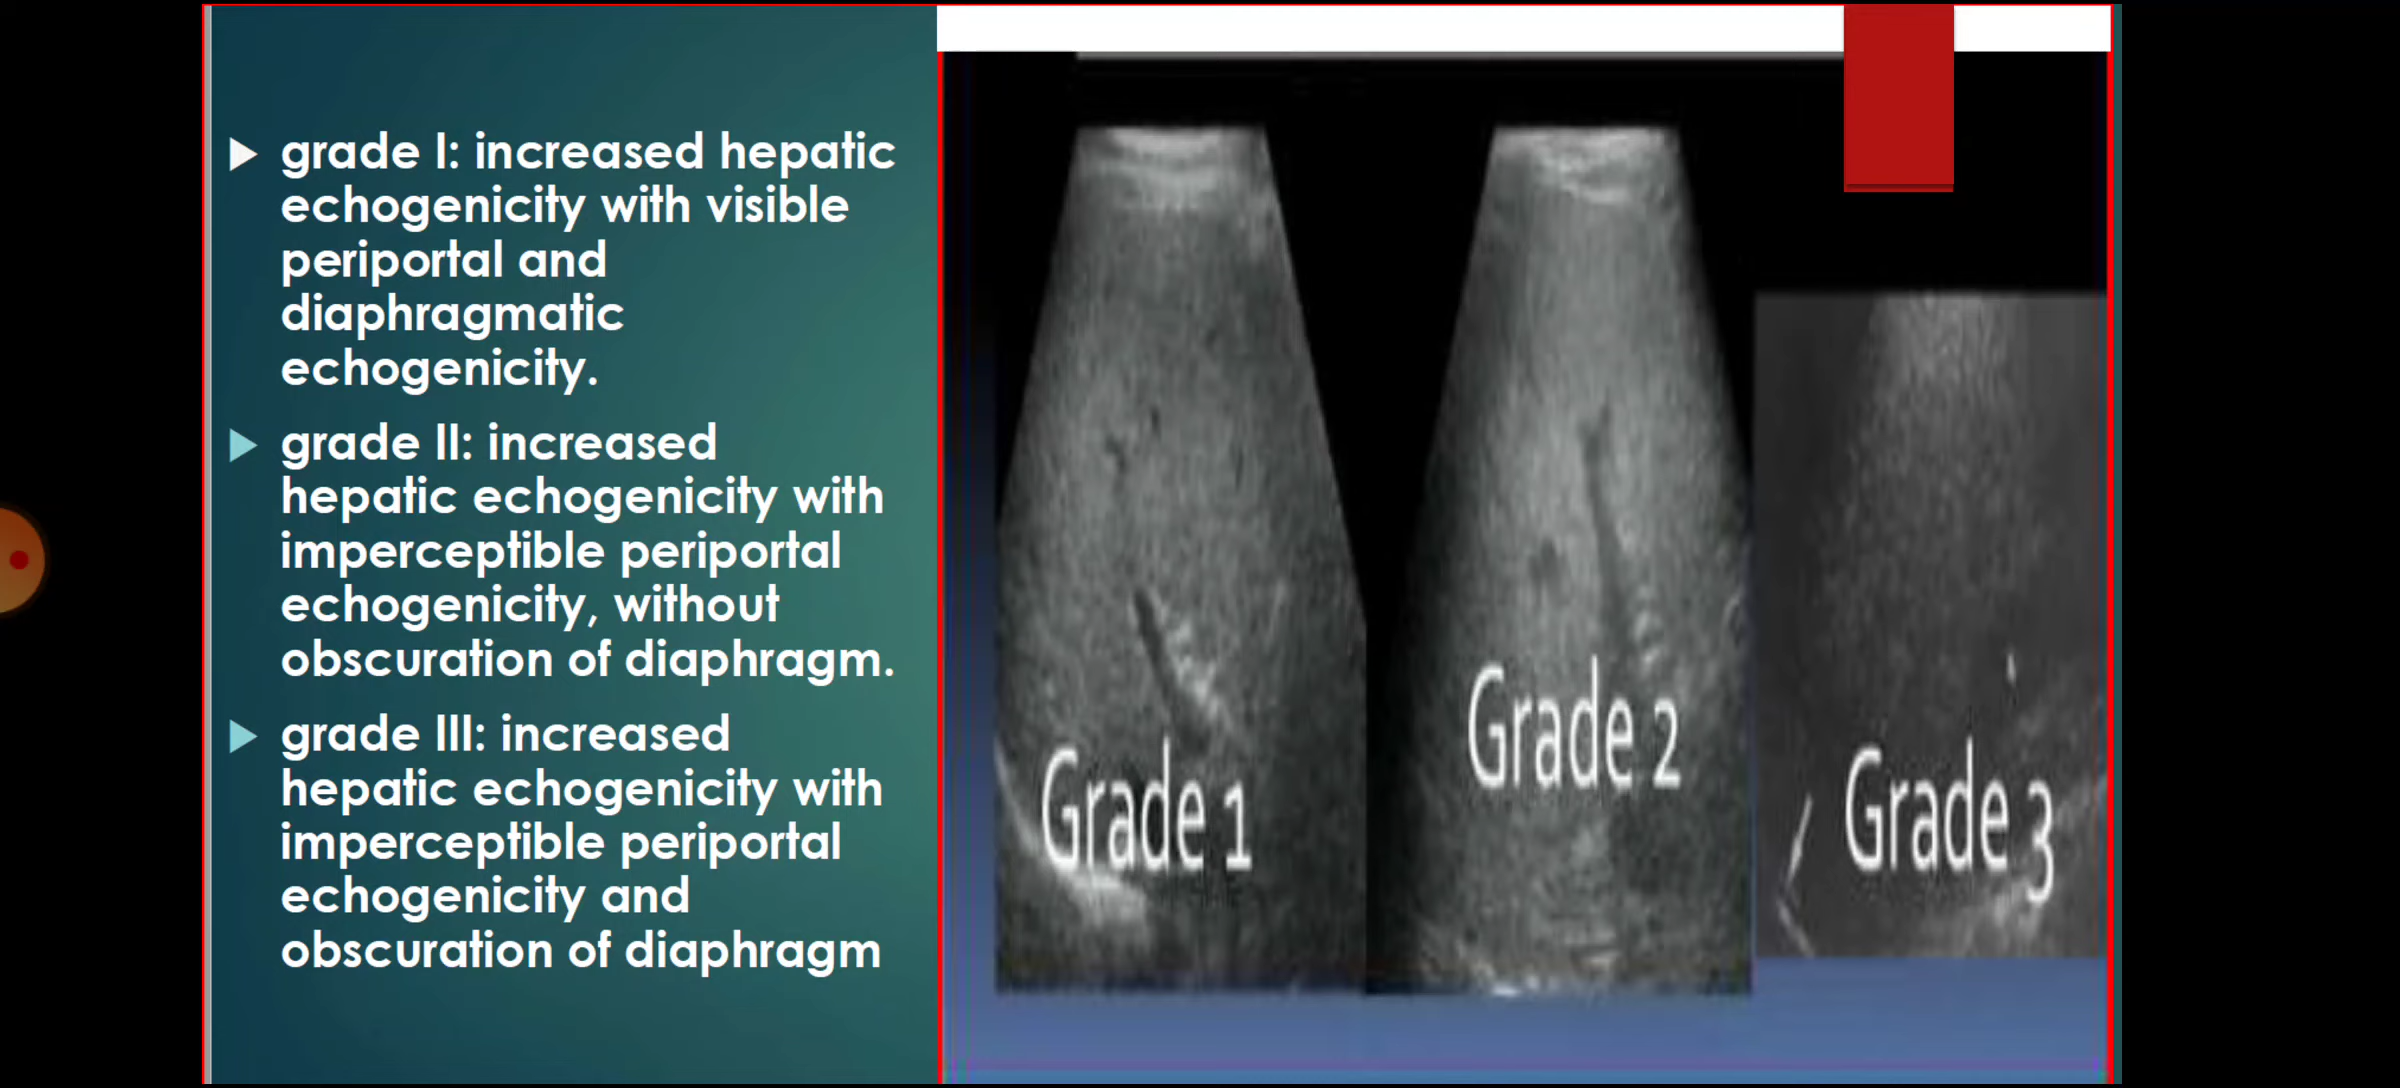 grade I: increased hepatic
echogenicity with visible
periportal and
diaphragmatic
echogenicity.
grade II: increased
hepatic echogenicity with
imperceptible periportal
echogenicity, without
obscuration of diaphragm.
grade III: increased
hepatic echogenicity with
imperceptible periportal
echogenicity and
obscuration of diaphragm
Grade 1
Grade 2
Grade 3